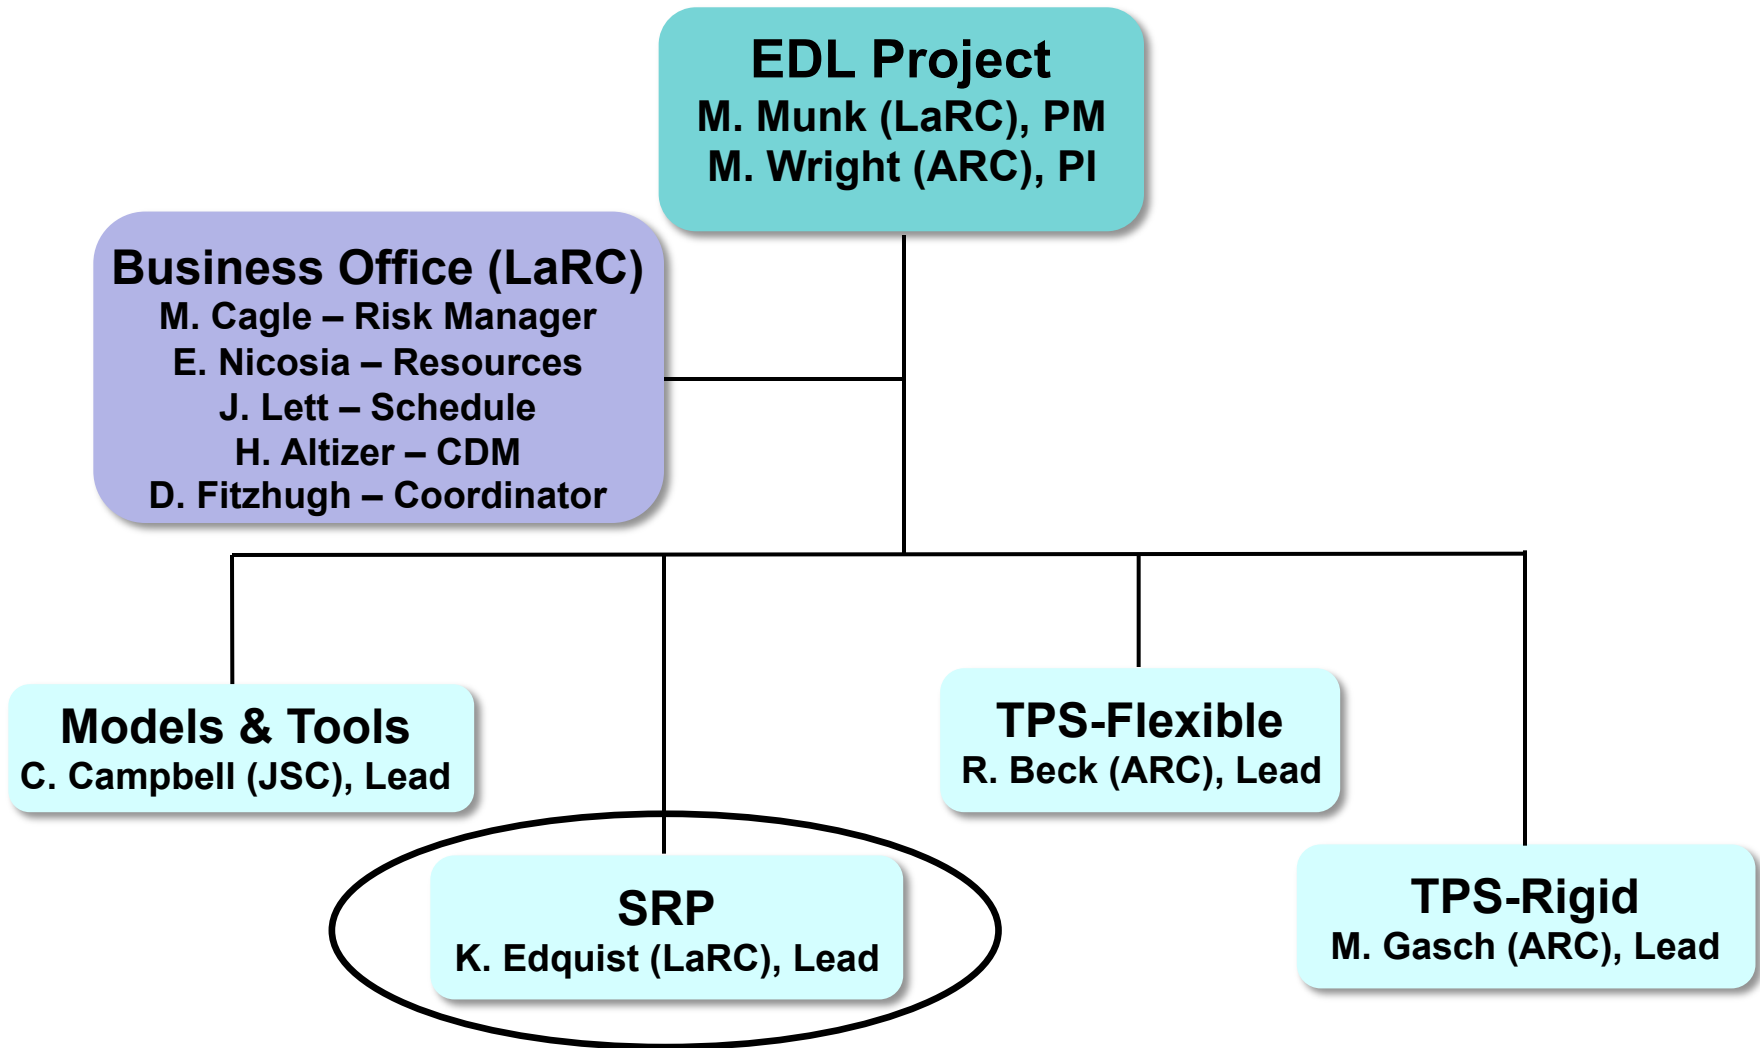 EDL Project
M. Munk (LaRC), PM
M. Wright (ARC), PI
Business Office (LaRC)
M. Cagle – Risk Manager
E. Nicosia – Resources
J. Lett – Schedule
H. Altizer – CDM
D. Fitzhugh – Coordinator
Models & Tools
C. Campbell (JSC), Lead
SRP
K. Edquist (LaRC), Lead
TPS-Flexible
R. Beck (ARC), Lead
TPS-Rigid
M. Gasch (ARC), Lead